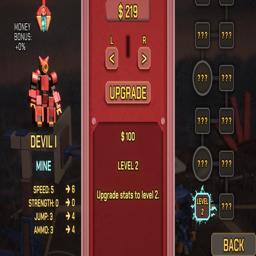 MONEY
BONUS:
+0%
DEVIL I
MINE
SPEED: 5 → 6
STRENGTH: 0 → 0
JUMP: 3 → 4
AMMO: 3 → 4
$ 219
L R
< >
UPGRADE
$ 100
LEVEL 2
Upgrade stats to level 2.
??? ???
??? ???
??? ???
??? ???
LEVEL
2
???
BACK